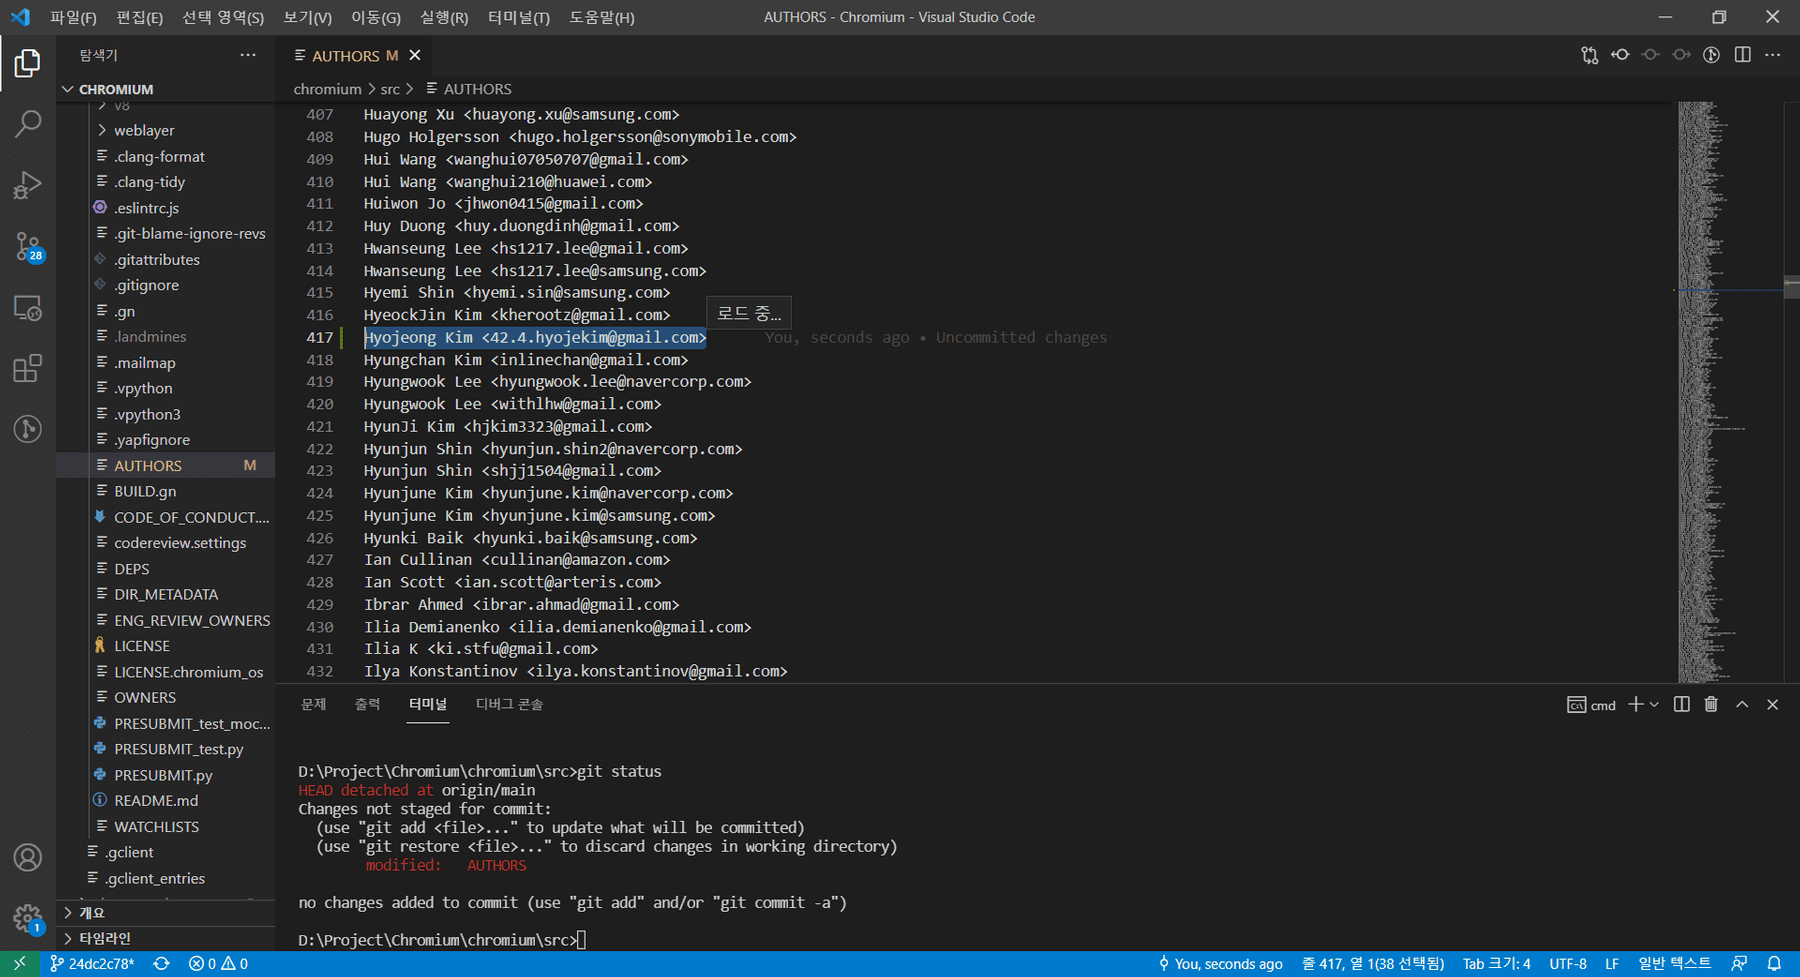 파일(F) 편집(E) 선택 영역(S) 보기(V) 이동(G) 실행(R) 터미널(T) 도움말(H)
AUTHORS - Chromium - Visual Studio Code
탐색기
CHROMIUM
v8
weblayer
.clang-format
.clang-tidy
.eslintrc.js
.git-blame-ignore-revs
.gitattributes
.gitignore
.gn
.landmines
.mailmap
.vpython
.vpython3
.yapfignore
AUTHORS M
BUILD.gn
CODE_OF_CONDUCT....
codereview.settings
DEPS
DIR_METADATA
ENG_REVIEW_OWNERS
LICENSE
LICENSE.chromium_os
OWNERS
PRESUBMIT_test_moc...
PRESUBMIT_test.py
PRESUBMIT.py
README.md
WATCHLISTS
.gclient
.gclient_entries
개요
타임라인
28
1
AUTHORS M
chromium > src > AUTHORS
407 Huayong Xu <huayong.xu@samsung.com>
408 Hugo Holgersson <hugo.holgersson@sonymobile.com>
409 Hui Wang <wanghui07050707@gmail.com>
410 Hui Wang <wanghui210@huawei.com>
411 Huiwon Jo <jhwon0415@gmail.com>
412 Huy Duong <huy.duongdinh@gmail.com>
413 Hwanseung Lee <hs1217.lee@gmail.com>
414 Hwanseung Lee <hs1217.lee@samsung.com>
415 Hyemi Shin <hyemi.sin@samsung.com>
416 HyeockJin Kim <kherootz@gmail.com>
로드 중...
417 Hyojeong Kim <42.4.hyojekim@gmail.com> You, seconds ago • Uncommitted changes
418 Hyungchan Kim <inlinechan@gmail.com>
419 Hyungwook Lee <hyungwook.lee@navercorp.com>
420 Hyungwook Lee <withlhw@gmail.com>
421 HyunJi Kim <hjkim3323@gmail.com>
422 Hyunjun Shin <hyunjun.shin2@navercorp.com>
423 Hyunjun Shin <shjj1504@gmail.com>
424 Hyunjune Kim <hyunjune.kim@navercorp.com>
425 Hyunjune Kim <hyunjune.kim@samsung.com>
426 Hyunki Baik <hyunki.baik@samsung.com>
427 Ian Cullinan <cullinan@amazon.com>
428 Ian Scott <ian.scott@arteris.com>
429 Ibrar Ahmed <ibrar.ahmad@gmail.com>
430 Ilia Demianenko <ilia.demianenko@gmail.com>
431 Ilia K <ki.stfu@gmail.com>
432 Ilya Konstantinov <ilya.konstantinov@gmail.com>
문제 출력 터미널 디버그 콘솔
cmd
D:\Project\Chromium\chromium\src>git status
HEAD detached at origin/main
Changes not staged for commit:
(use "git add <file>..." to update what will be committed)
(use "git restore <file>..." to discard changes in working directory)
modified: AUTHORS
no changes added to commit (use "git add" and/or "git commit -a")
D:\Project\Chromium\chromium\src>
24dc2c78* 0 0
You, seconds ago 줄 417, 열 1(38 선택됨) Tab 크기: 4 UTF-8 LF 일반 텍스트